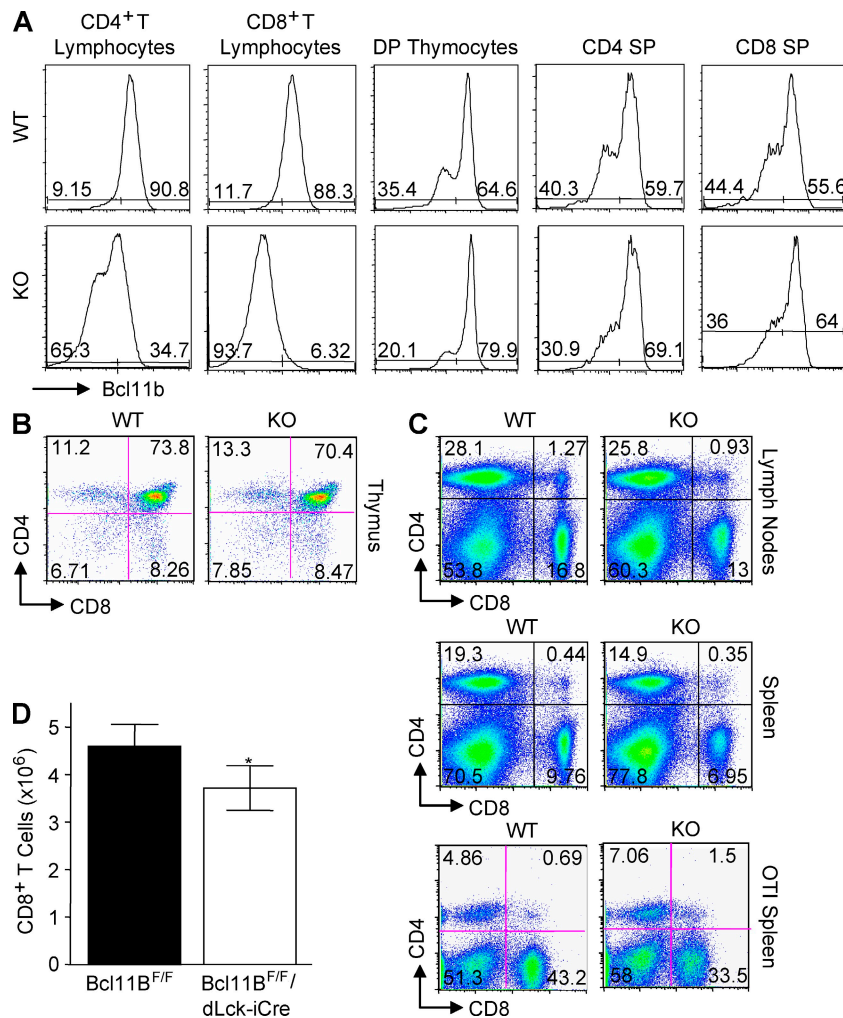 A
CD4+ T Lymphocytes
CD8+ T Lymphocytes
DP Thymocytes
CD4 SP
CD8 SP
WT
9.15 90.8
11.7 88.3
35.4 64.6
40.3 59.7
44.4 55.6
KO
65.3 34.7
93.7 6.32
20.1 79.9
30.9 69.1
36 64
Bcl11b
B
WT
KO
11.2 73.8
13.3 70.4
6.71 8.26
7.85 8.47
CD4
CD8
Thymus
C
WT
KO
28.1 1.27
25.8 0.93
53.8 16.8
60.3 13
CD4
CD8
Lymph Nodes
WT
KO
19.3 0.44
14.9 0.35
70.5 9.76
77.8 6.95
CD4
CD8
Spleen
WT
KO
4.86 0.69
7.06 1.5
51.3 43.2
58 33.5
CD4
CD8
OTI Spleen
D
CD8+ T Cells (x10^6)
5
4
3
2
1
0
*
Bcl11B^F/F
Bcl11B^F/F/
dLck-iCre